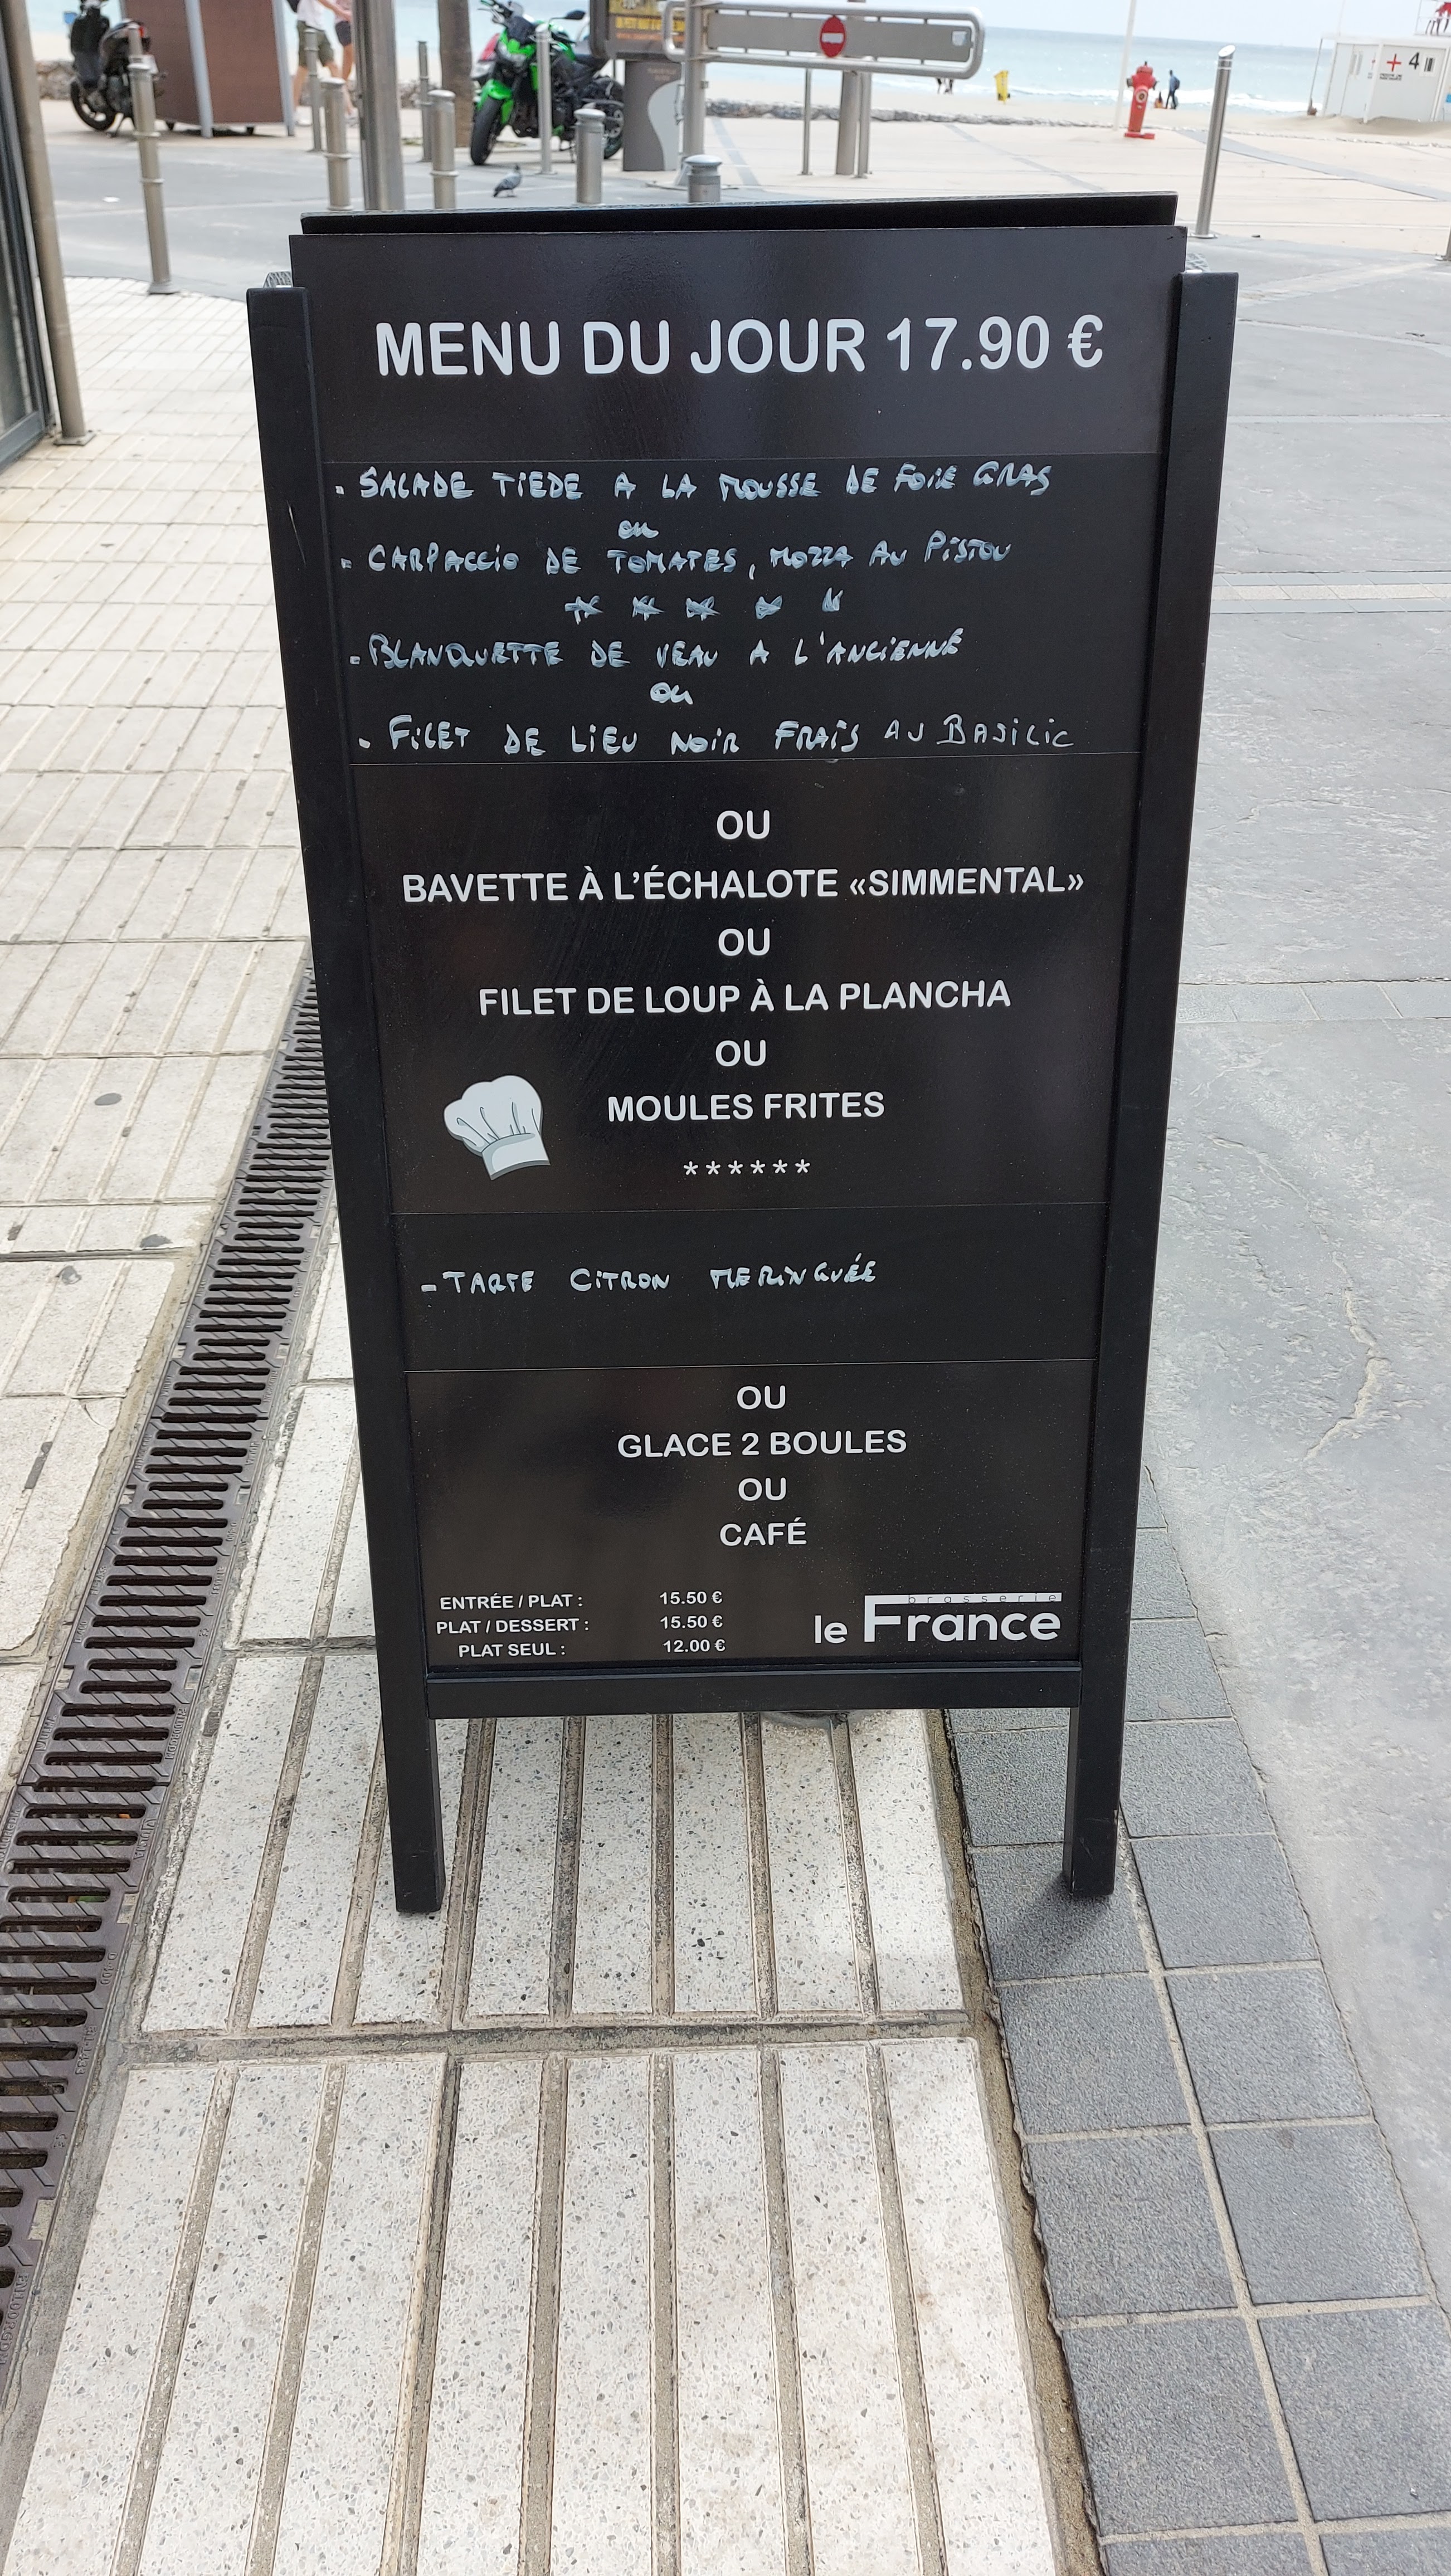 + 4
MENU DU JOUR 17.90 €
- SALADE TIEDE A LA MOUSSE DE FOIE GRAS
ou
- CARPACCIO DE TOMATES, MOZZA AU PISTOU
* * * * *
- BLANQUETTE DE VEAU A L'ANCIENNE
ou
- FILET DE LIEU NOIR FRAIS AU BASILIC
OU
BAVETTE À L'ÉCHALOTE «SIMMENTAL»
OU
FILET DE LOUP À LA PLANCHA
OU
MOULES FRITES
******
- TARTE CITRON MERINGUÉE
OU
GLACE 2 BOULES
OU
CAFÉ
ENTRÉE / PLAT : 15.50 €
PLAT / DESSERT : 15.50 €
PLAT SEUL : 12.00 €
brasserie
le France